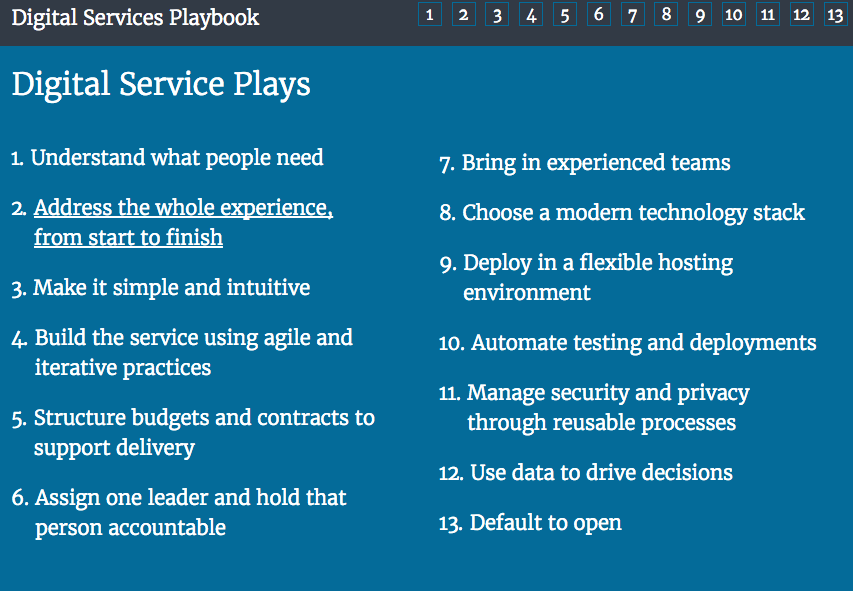 Digital Services Playbook
1 2 3 4 5 6 7 8 9 10 11 12 13
Digital Service Plays
1. Understand what people need
2. Address the whole experience,
from start to finish
3. Make it simple and intuitive
4. Build the service using agile and
iterative practices
5. Structure budgets and contracts to
support delivery
6. Assign one leader and hold that
person accountable
7. Bring in experienced teams
8. Choose a modern technology stack
9. Deploy in a flexible hosting
environment
10. Automate testing and deployments
11. Manage security and privacy
through reusable processes
12. Use data to drive decisions
13. Default to open